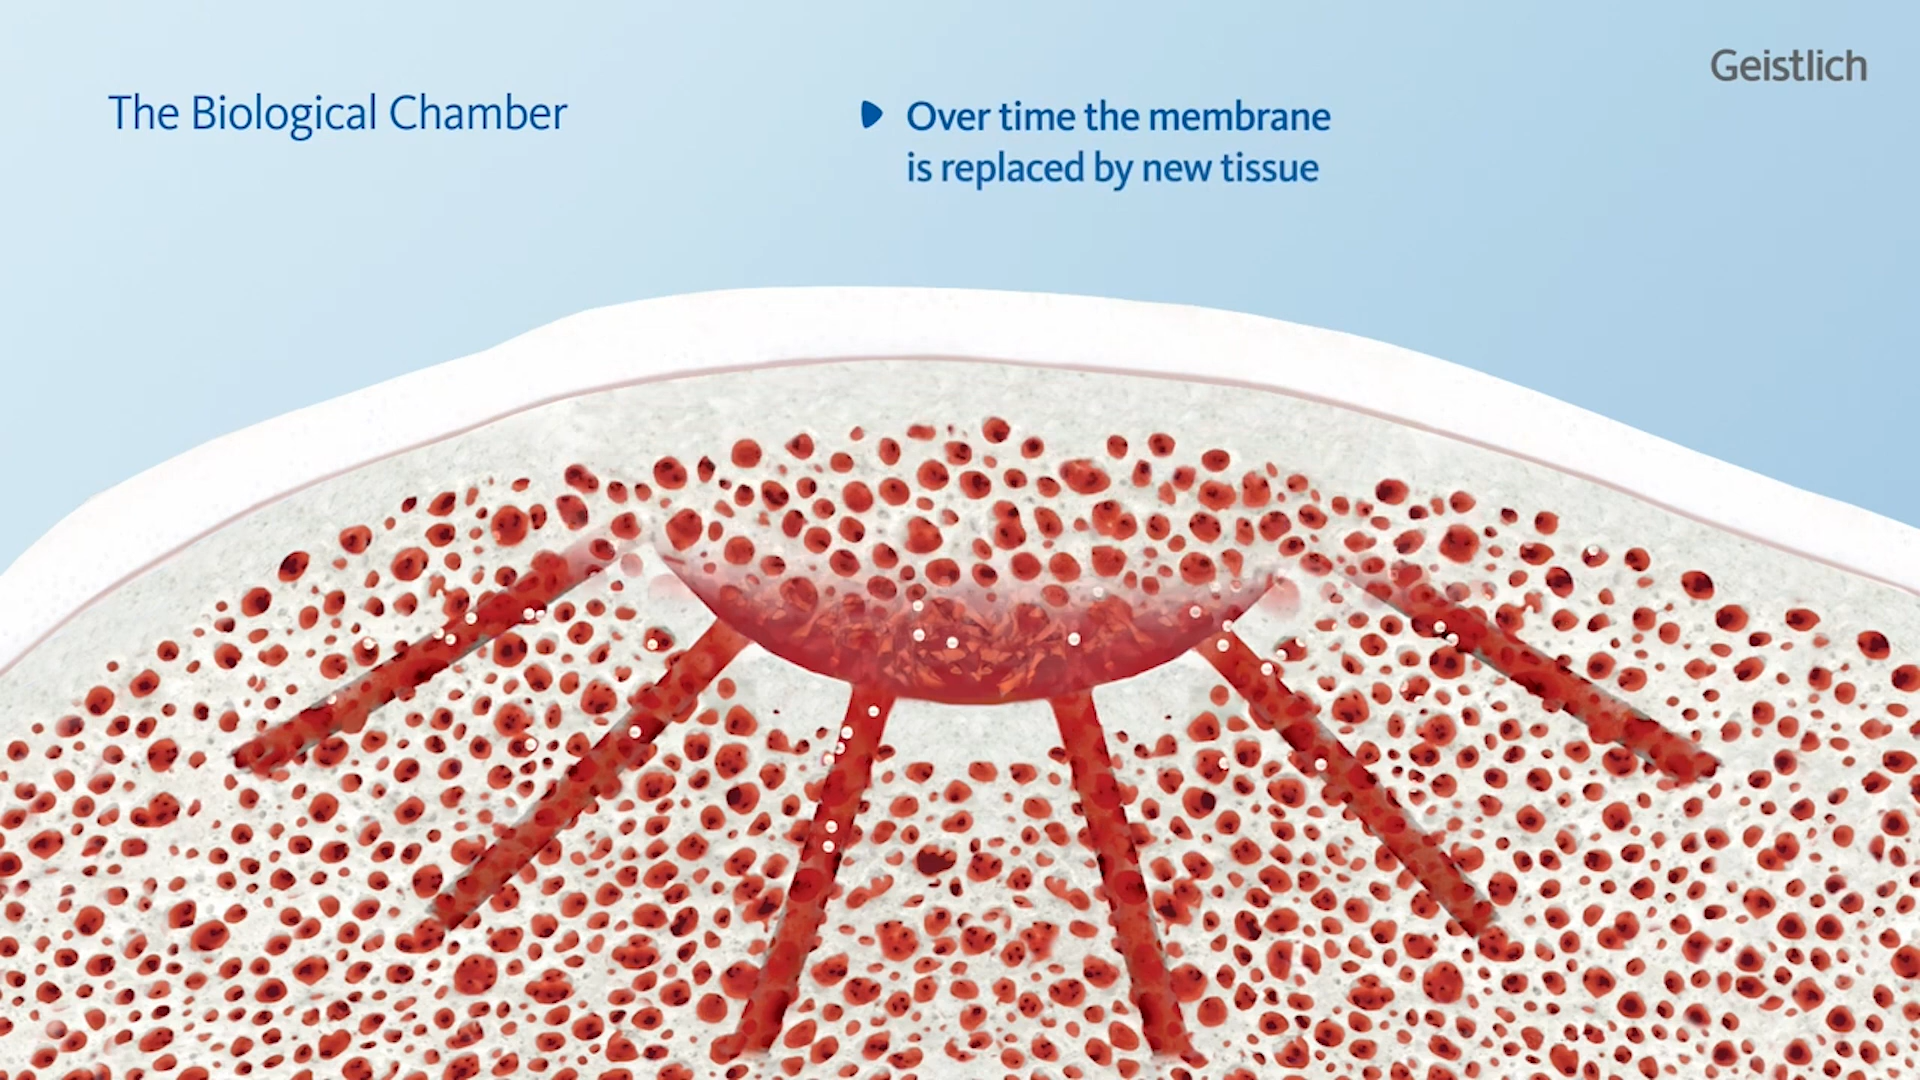 Geistlich
The Biological Chamber
Over time the membrane
is replaced by new tissue